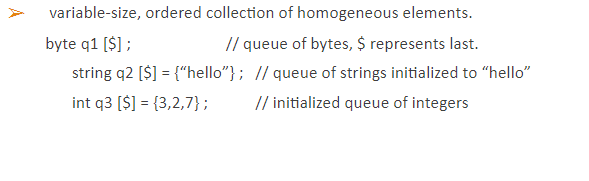 variable-size, ordered collection of homogeneous elements.
byte q1 [$] ; // queue of bytes, $ represents last.
string q2 [$] = {“hello”} ; // queue of strings initialized to “hello”
int q3 [$] = {3,2,7} ; // initialized queue of integers